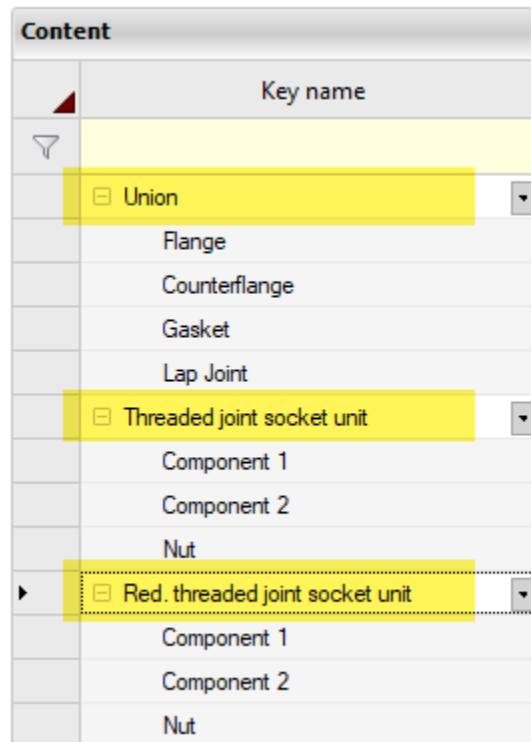 Content
Key name
Union
Flange
Counterflange
Gasket
Lap Joint
Threaded joint socket unit
Component 1
Component 2
Nut
Red. threaded joint socket unit
Component 1
Component 2
Nut